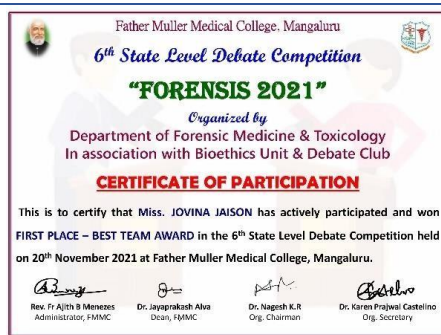 Father Muller Medical College, Mangaluru
6th State Level Debate Competition
"FORENSIS 2021"
Organized by
Department of Forensic Medicine & Toxicology
In association with Bioethics Unit & Debate Club
CERTIFICATE OF PARTICIPATION
This is to certify that Miss. JOVINA JAISON has actively participated and won
FIRST PLACE – BEST TEAM AWARD in the 6th State Level Debate Competition held
on 20th November 2021 at Father Muller Medical College, Mangaluru.
Rev. Fr Ajith B Menezes Dr. Jayaprakash Alva Dr. Nagesh K.R Dr. Karen Prajwal Castelino
Administrator, FMMC Dean, FMMC Org. Chairman Org. Secretary